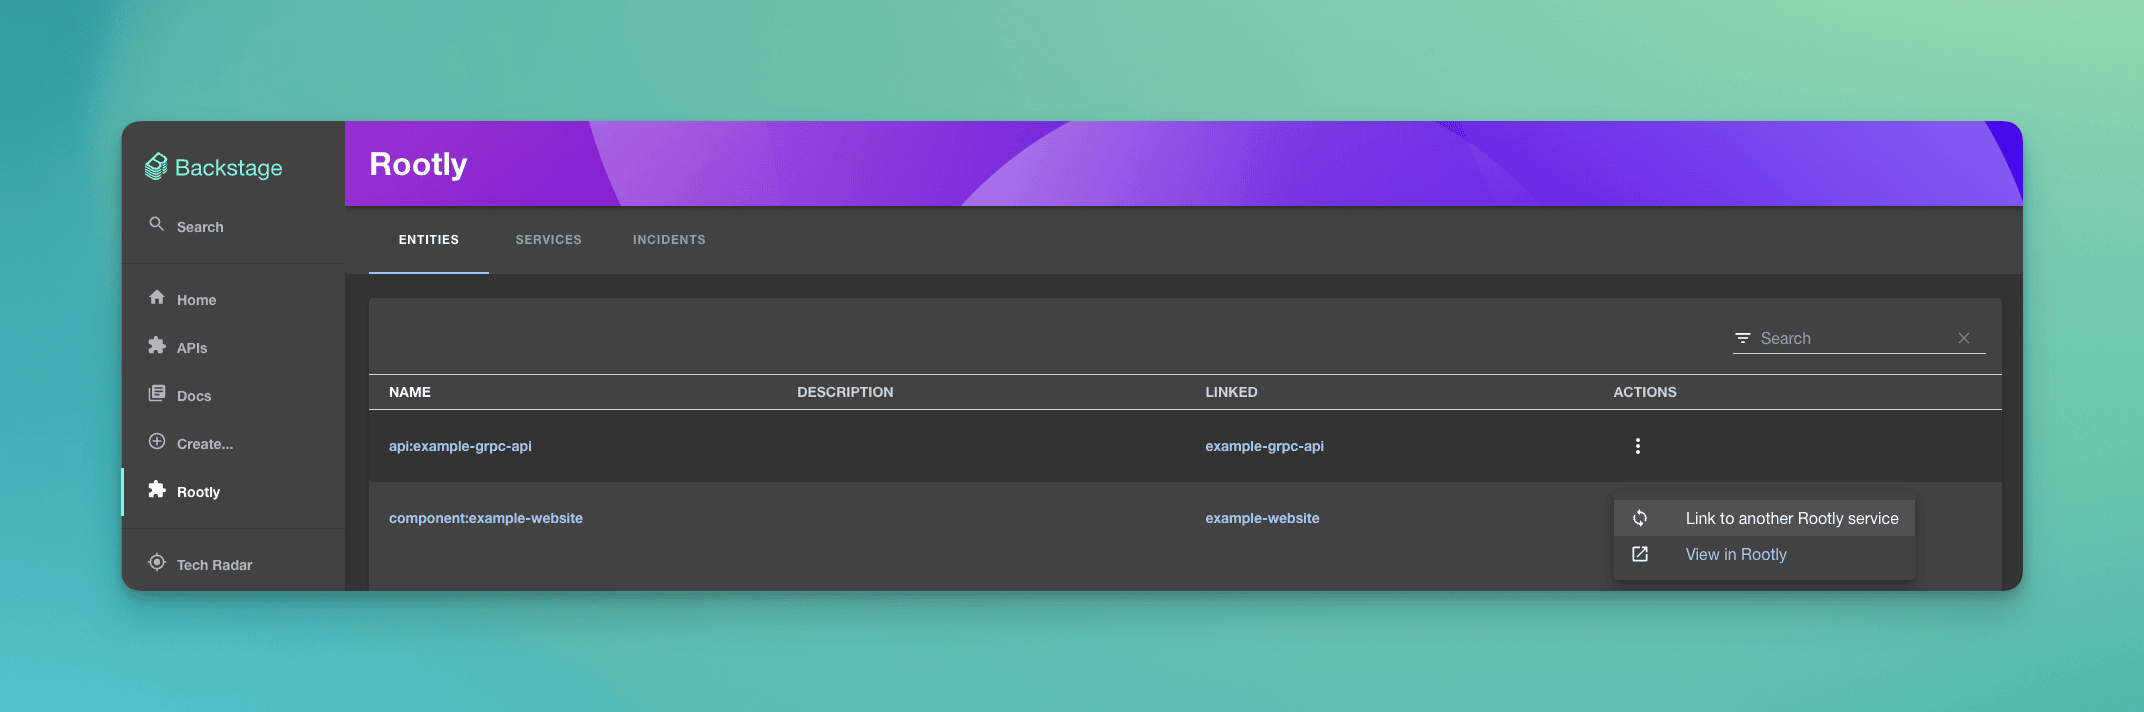 Backstage
Search
Home
APIs
Docs
Create...
Rootly
Tech Radar
Rootly
ENTITIES SERVICES INCIDENTS
Search
NAME DESCRIPTION LINKED ACTIONS
api:example-grpc-api example-grpc-api
component:example-website example-website
Link to another Rootly service
View in Rootly